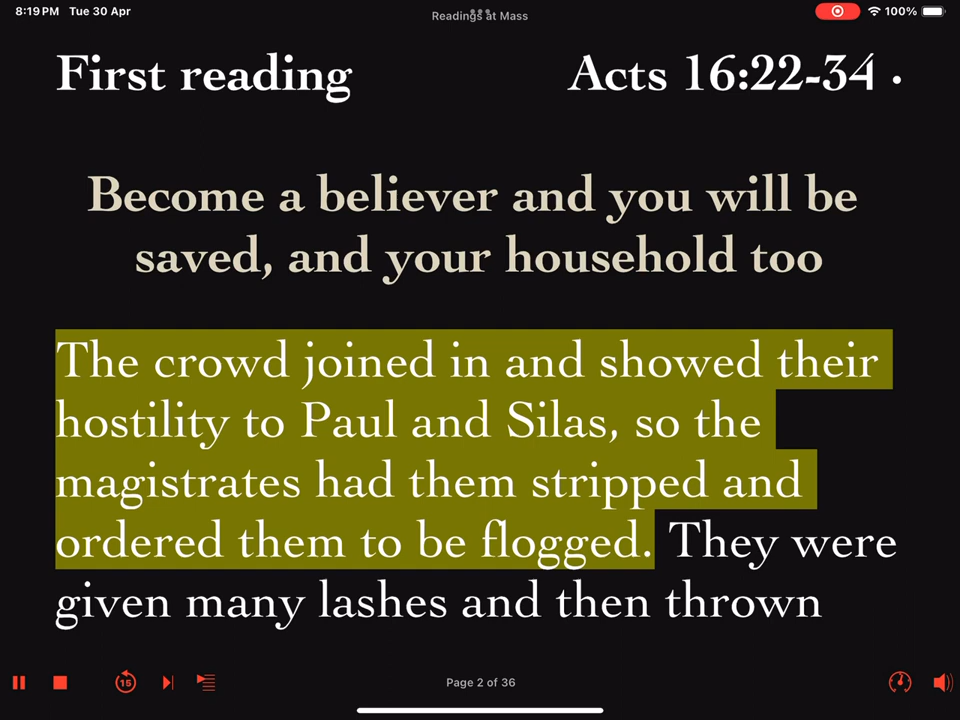 8:19 PM Tue 30 Apr
Readings at Mass
100%
First reading
Acts 16:22-34 .
Become a believer and you will be
saved, and your household too
The crowd joined in and showed their
hostility to Paul and Silas, so the
magistrates had them stripped and
ordered them to be flogged. They were
given many lashes and then thrown
15
Page 2 of 36